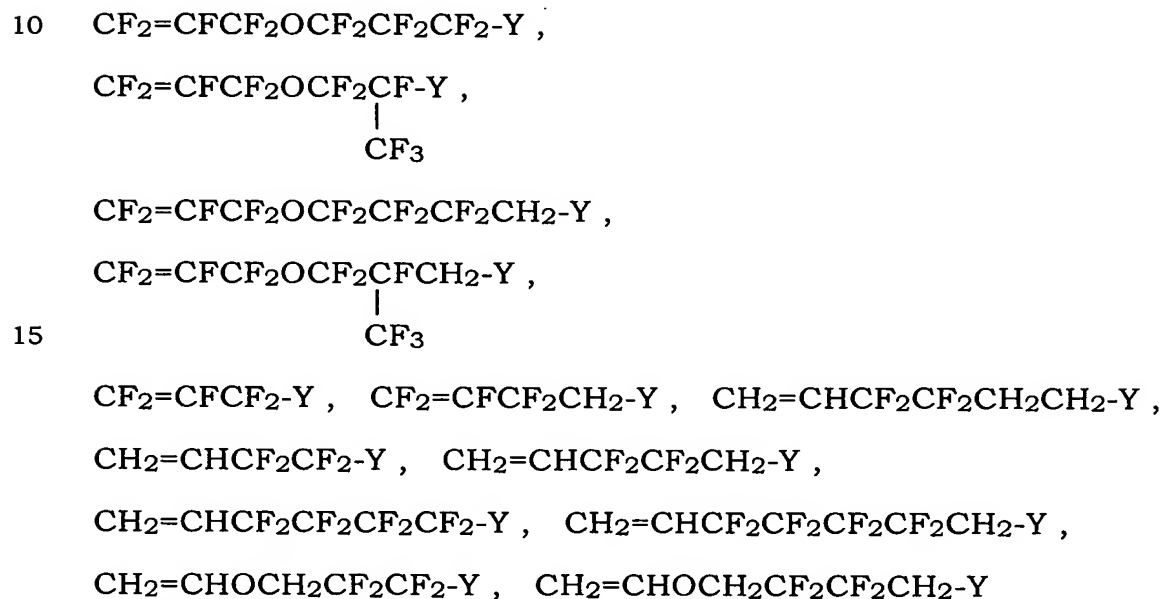 10 CF2=CFCF2OCF2CF2CF2-Y ,
CF2=CFCF2OCF2CF-Y ,
|
CF3
CF2=CFCF2OCF2CF2CF2CH2-Y ,
CF2=CFCF2OCF2CFCH2-Y ,
|
15 CF3
CF2=CFCF2-Y , CF2=CFCF2CH2-Y , CH2=CHCF2CF2CH2CH2-Y ,
CH2=CHCF2CF2-Y , CH2=CHCF2CF2CH2-Y ,
CH2=CHCF2CF2CF2CF2-Y , CH2=CHCF2CF2CF2CF2CH2-Y ,
CH2=CHOCH2CF2CF2-Y , CH2=CHOCH2CF2CF2CH2-Y